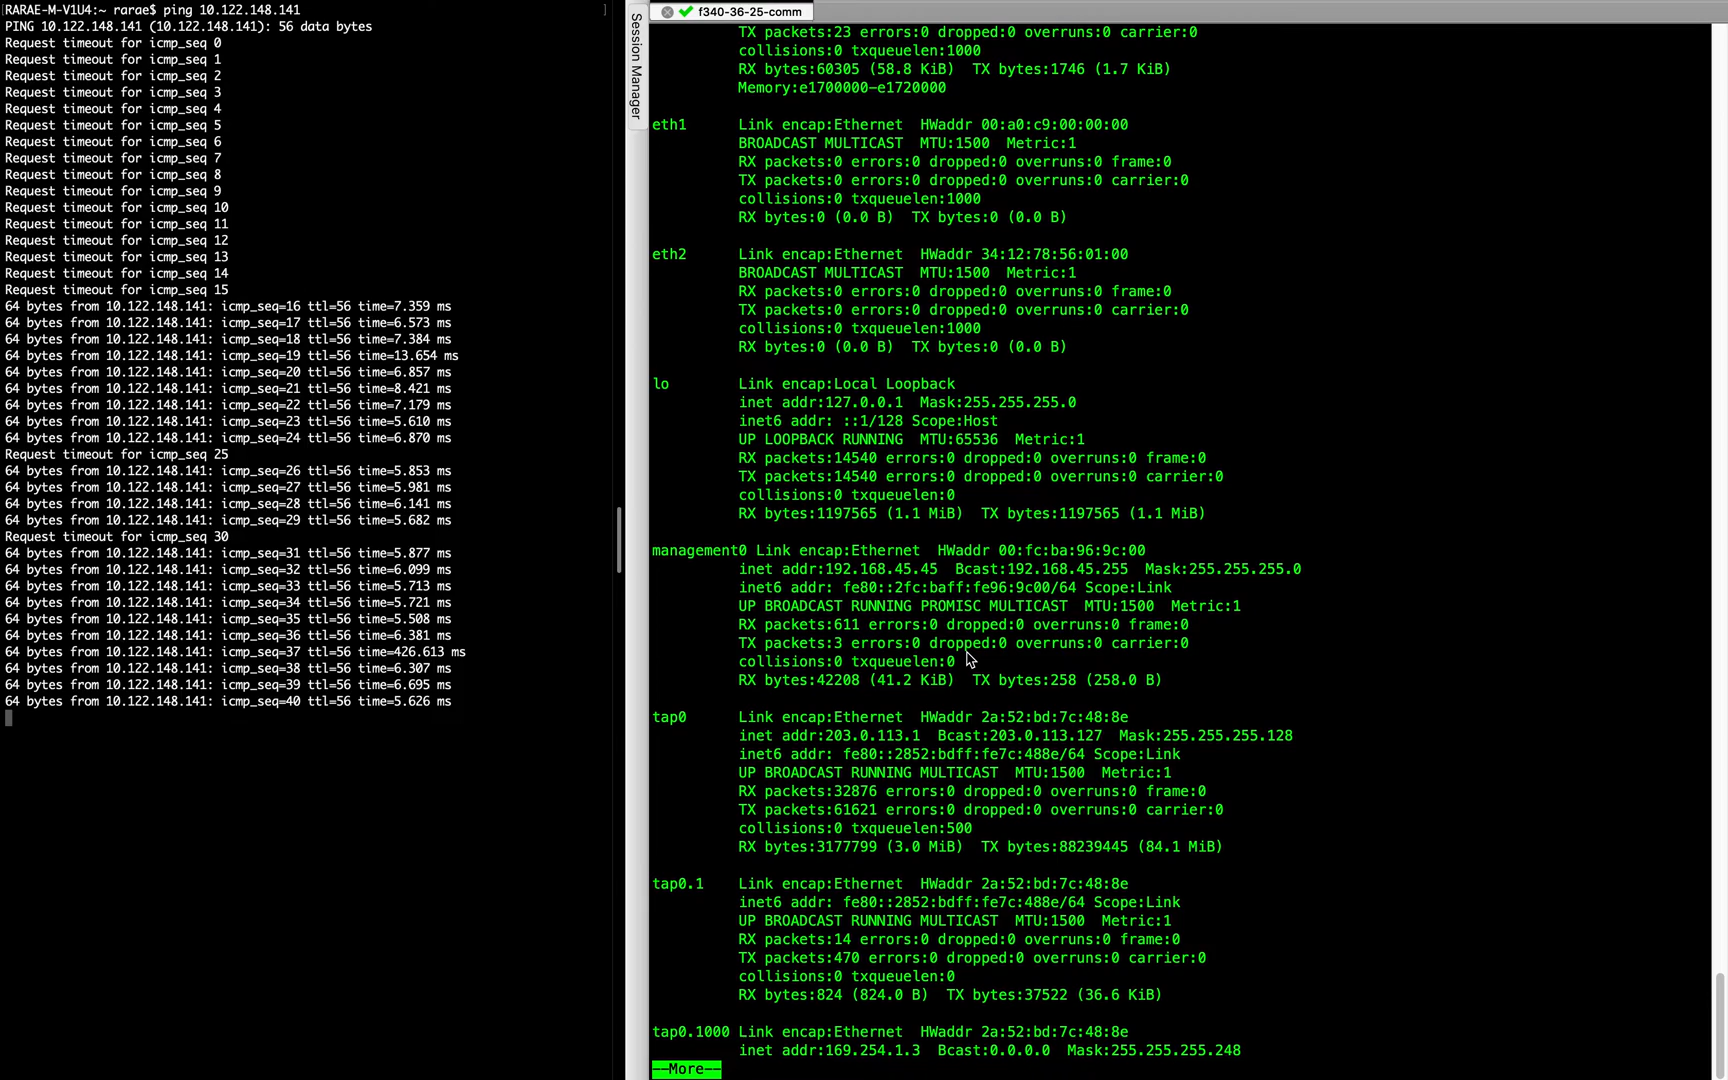 RARAE-M-V1U4:~ rarae$ ping 10.122.148.141
PING 10.122.148.141 (10.122.148.141): 56 data bytes
Request timeout for icmp_seq 0
Request timeout for icmp_seq 1
Request timeout for icmp_seq 2
Request timeout for icmp_seq 3
Request timeout for icmp_seq 4
Request timeout for icmp_seq 5
Request timeout for icmp_seq 6
Request timeout for icmp_seq 7
Request timeout for icmp_seq 8
Request timeout for icmp_seq 9
Request timeout for icmp_seq 10
Request timeout for icmp_seq 11
Request timeout for icmp_seq 12
Request timeout for icmp_seq 13
Request timeout for icmp_seq 14
Request timeout for icmp_seq 15
64 bytes from 10.122.148.141: icmp_seq=16 ttl=56 time=7.359 ms
64 bytes from 10.122.148.141: icmp_seq=17 ttl=56 time=6.573 ms
64 bytes from 10.122.148.141: icmp_seq=18 ttl=56 time=7.384 ms
64 bytes from 10.122.148.141: icmp_seq=19 ttl=56 time=13.654 ms
64 bytes from 10.122.148.141: icmp_seq=20 ttl=56 time=6.857 ms
64 bytes from 10.122.148.141: icmp_seq=21 ttl=56 time=8.421 ms
64 bytes from 10.122.148.141: icmp_seq=22 ttl=56 time=7.179 ms
64 bytes from 10.122.148.141: icmp_seq=23 ttl=56 time=5.610 ms
64 bytes from 10.122.148.141: icmp_seq=24 ttl=56 time=6.870 ms
Request timeout for icmp_seq 25
64 bytes from 10.122.148.141: icmp_seq=26 ttl=56 time=5.853 ms
64 bytes from 10.122.148.141: icmp_seq=27 ttl=56 time=5.981 ms
64 bytes from 10.122.148.141: icmp_seq=28 ttl=56 time=6.141 ms
64 bytes from 10.122.148.141: icmp_seq=29 ttl=56 time=5.682 ms
Request timeout for icmp_seq 30
64 bytes from 10.122.148.141: icmp_seq=31 ttl=56 time=5.877 ms
64 bytes from 10.122.148.141: icmp_seq=32 ttl=56 time=6.099 ms
64 bytes from 10.122.148.141: icmp_seq=33 ttl=56 time=5.713 ms
64 bytes from 10.122.148.141: icmp_seq=34 ttl=56 time=5.721 ms
64 bytes from 10.122.148.141: icmp_seq=35 ttl=56 time=5.508 ms
64 bytes from 10.122.148.141: icmp_seq=36 ttl=56 time=6.381 ms
64 bytes from 10.122.148.141: icmp_seq=37 ttl=56 time=426.613 ms
64 bytes from 10.122.148.141: icmp_seq=38 ttl=56 time=6.307 ms
64 bytes from 10.122.148.141: icmp_seq=39 ttl=56 time=6.695 ms
64 bytes from 10.122.148.141: icmp_seq=40 ttl=56 time=5.626 ms
Session Manager
f340-36-25-comm
TX packets:23 errors:0 dropped:0 overruns:0 carrier:0
collisions:0 txqueuelen:1000
RX bytes:60305 (58.8 KiB)  TX bytes:1746 (1.7 KiB)
Memory:e1700000-e1720000
eth1      Link encap:Ethernet  HWaddr 00:a0:c9:00:00:00
BROADCAST MULTICAST  MTU:1500  Metric:1
RX packets:0 errors:0 dropped:0 overruns:0 frame:0
TX packets:0 errors:0 dropped:0 overruns:0 carrier:0
collisions:0 txqueuelen:1000
RX bytes:0 (0.0 B)  TX bytes:0 (0.0 B)
eth2      Link encap:Ethernet  HWaddr 34:12:78:56:01:00
BROADCAST MULTICAST  MTU:1500  Metric:1
RX packets:0 errors:0 dropped:0 overruns:0 frame:0
TX packets:0 errors:0 dropped:0 overruns:0 carrier:0
collisions:0 txqueuelen:1000
RX bytes:0 (0.0 B)  TX bytes:0 (0.0 B)
lo        Link encap:Local Loopback
inet addr:127.0.0.1  Mask:255.255.255.0
inet6 addr: ::1/128 Scope:Host
UP LOOPBACK RUNNING  MTU:65536  Metric:1
RX packets:14540 errors:0 dropped:0 overruns:0 frame:0
TX packets:14540 errors:0 dropped:0 overruns:0 carrier:0
collisions:0 txqueuelen:0
RX bytes:1197565 (1.1 MiB)  TX bytes:1197565 (1.1 MiB)
management0 Link encap:Ethernet  HWaddr 00:fc:ba:96:9c:00
inet addr:192.168.45.45  Bcast:192.168.45.255  Mask:255.255.255.0
inet6 addr: fe80::2fc:baff:fe96:9c00/64 Scope:Link
UP BROADCAST RUNNING PROMISC MULTICAST  MTU:1500  Metric:1
RX packets:611 errors:0 dropped:0 overruns:0 frame:0
TX packets:3 errors:0 dropped:0 overruns:0 carrier:0
collisions:0 txqueuelen:0
RX bytes:42208 (41.2 KiB)  TX bytes:258 (258.0 B)
tap0      Link encap:Ethernet  HWaddr 2a:52:bd:7c:48:8e
inet addr:203.0.113.1  Bcast:203.0.113.127  Mask:255.255.255.128
inet6 addr: fe80::2852:bdff:fe7c:488e/64 Scope:Link
UP BROADCAST RUNNING MULTICAST  MTU:1500  Metric:1
RX packets:32876 errors:0 dropped:0 overruns:0 frame:0
TX packets:61621 errors:0 dropped:0 overruns:0 carrier:0
collisions:0 txqueuelen:500
RX bytes:3177799 (3.0 MiB)  TX bytes:88239445 (84.1 MiB)
tap0.1    Link encap:Ethernet  HWaddr 2a:52:bd:7c:48:8e
inet6 addr: fe80::2852:bdff:fe7c:488e/64 Scope:Link
UP BROADCAST RUNNING MULTICAST  MTU:1500  Metric:1
RX packets:14 errors:0 dropped:0 overruns:0 frame:0
TX packets:470 errors:0 dropped:0 overruns:0 carrier:0
collisions:0 txqueuelen:0
RX bytes:824 (824.0 B)  TX bytes:37522 (36.6 KiB)
tap0.1000 Link encap:Ethernet  HWaddr 2a:52:bd:7c:48:8e
inet addr:169.254.1.3  Bcast:0.0.0.0  Mask:255.255.255.248
--More--